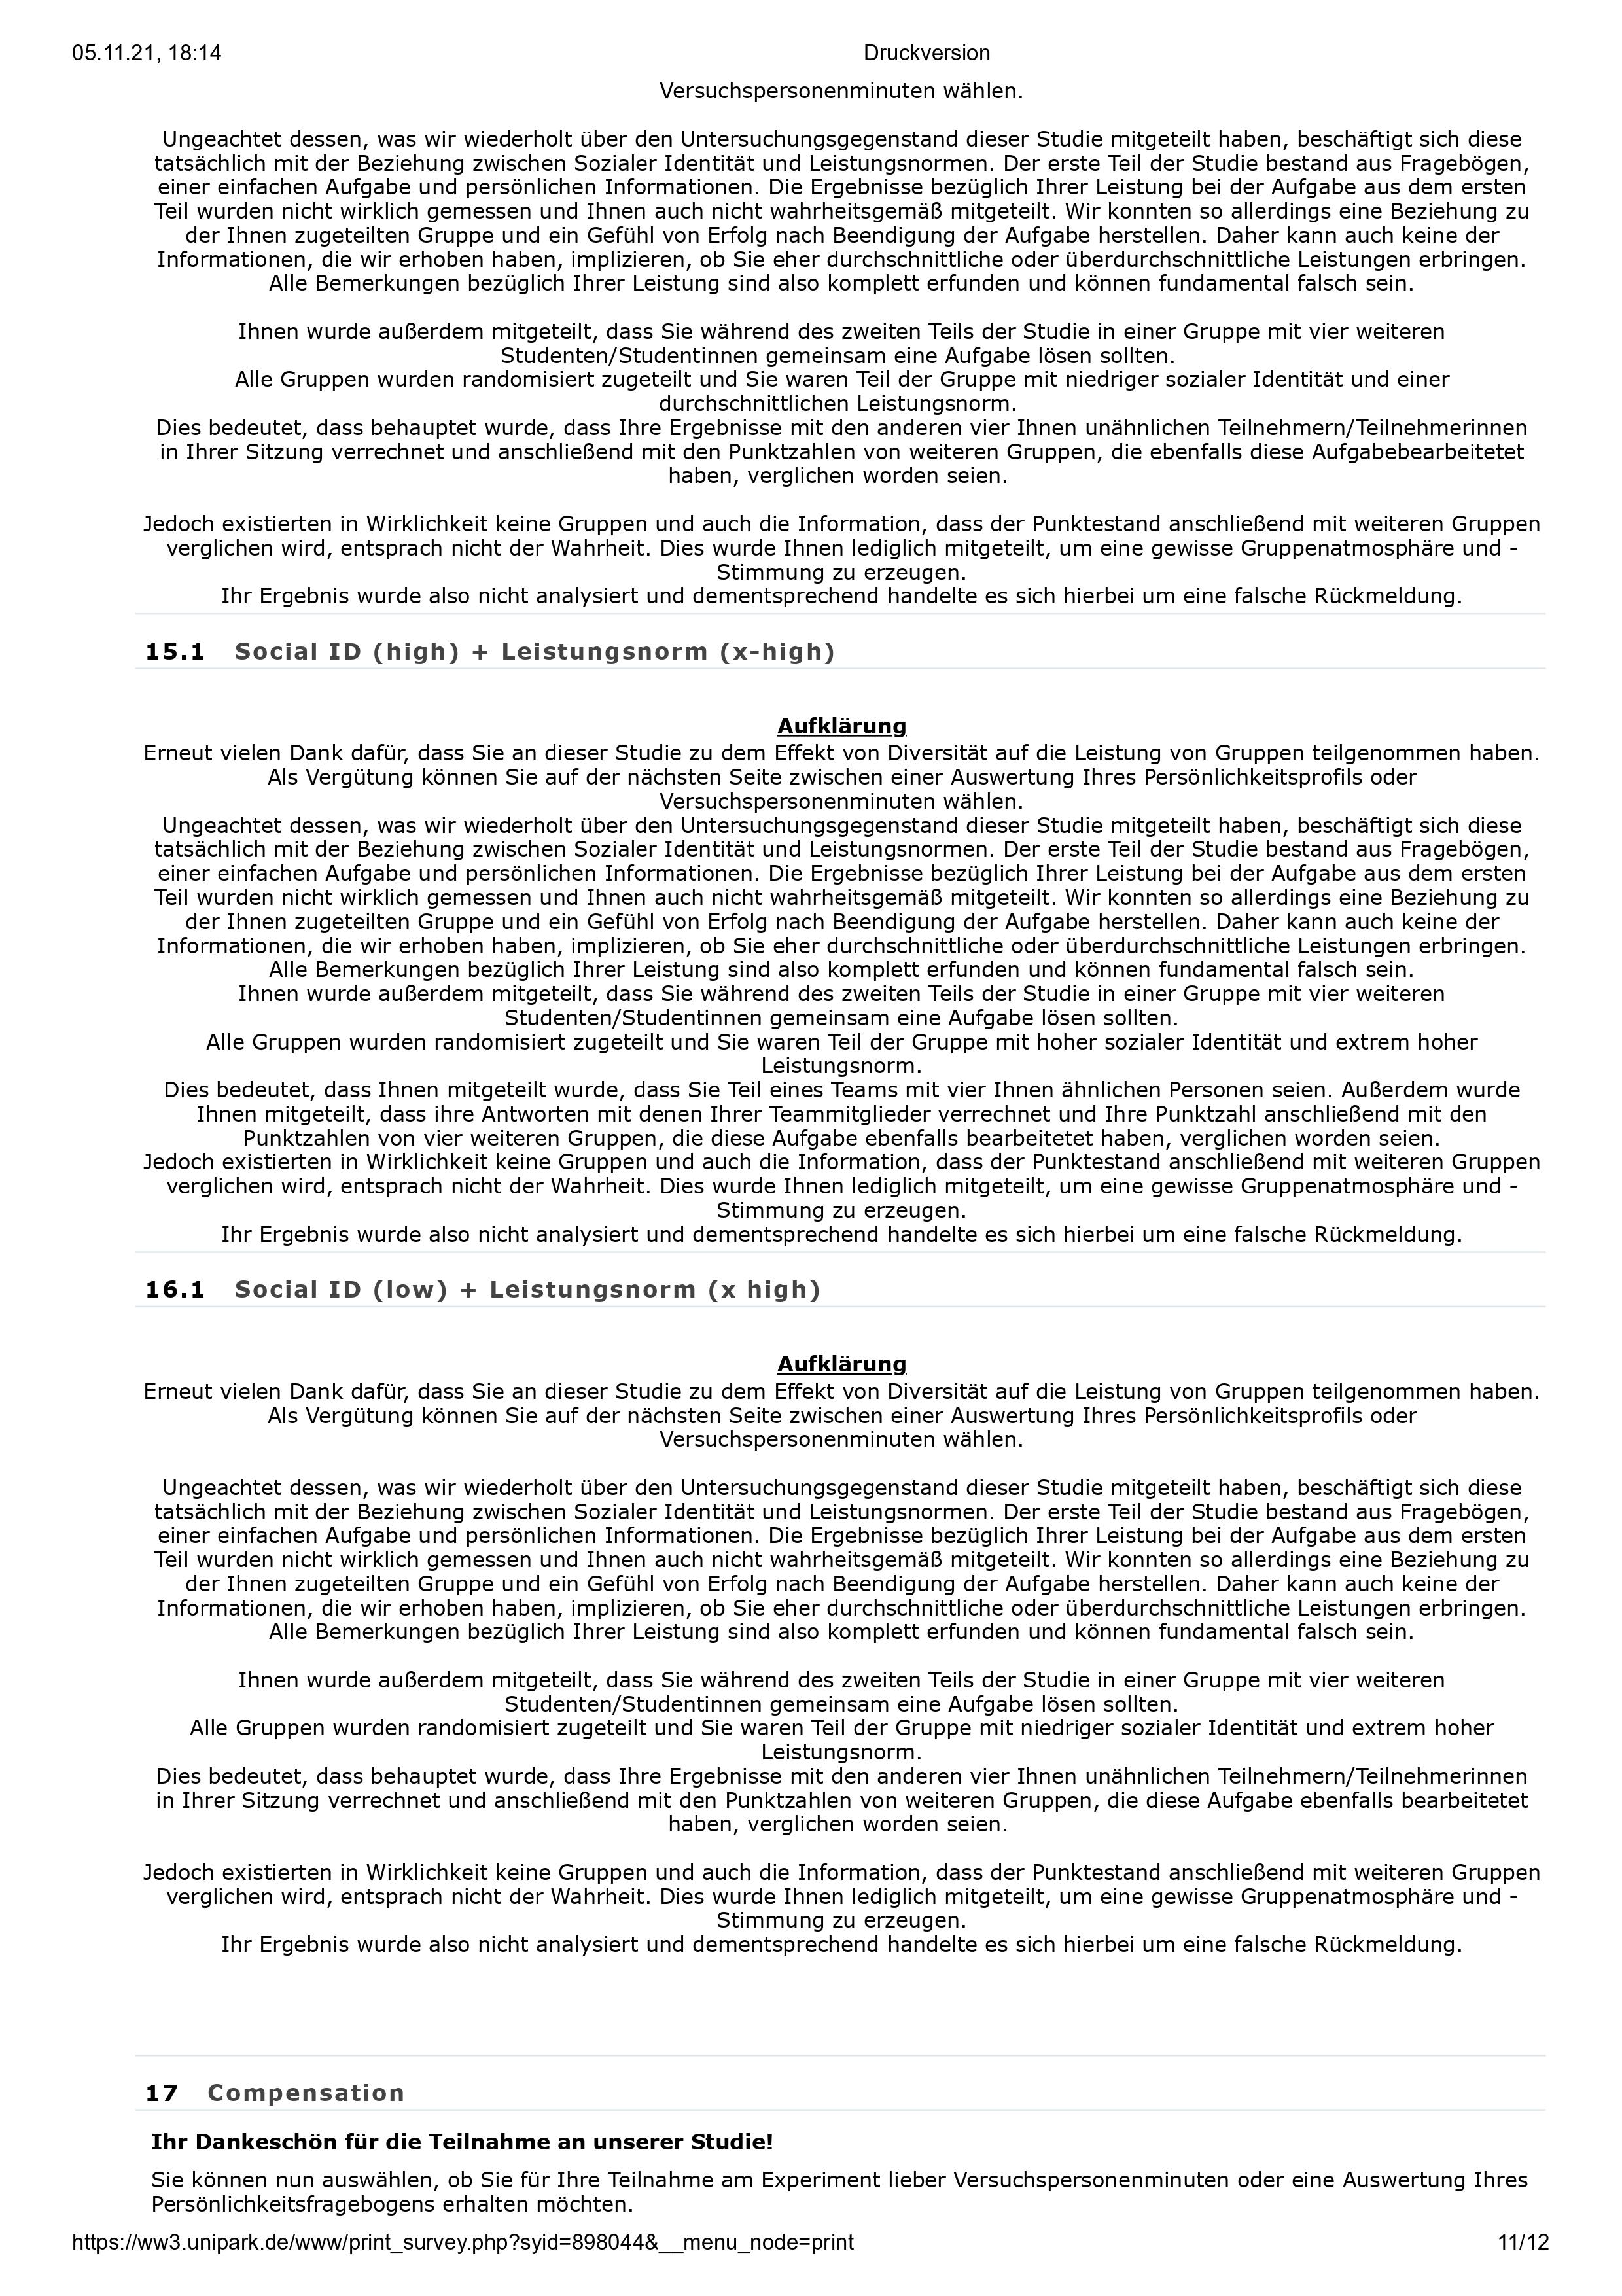 05.11.21, 18:14 Druckversion
Versuchspersonenminuten wählen.
Ungeachtet dessen, was wir wiederholt über den Untersuchungsgegenstand dieser Studie mitgeteilt haben, beschäftigt sich diese
tatsächlich mit der Beziehung zwischen Sozialer Identität und Leistungsnormen. Der erste Teil der Studie bestand aus Fragebögen,
einer einfachen Aufgabe und persönlichen Informationen. Die Ergebnisse bezüglich Ihrer Leistung bei der Aufgabe aus dem ersten
Teil wurden nicht wirklich gemessen und Ihnen auch nicht wahrheitsgemäß mitgeteilt. Wir konnten so allerdings eine Beziehung zu
der Ihnen zugeteilten Gruppe und ein Gefühl von Erfolg nach Beendigung der Aufgabe herstellen. Daher kann auch keine der
Informationen, die wir erhoben haben, implizieren, ob Sie eher durchschnittliche oder überdurchschnittliche Leistungen erbringen.
Alle Bemerkungen bezüglich Ihrer Leistung sind also komplett erfunden und können fundamental falsch sein.
Ihnen wurde außerdem mitgeteilt, dass Sie während des zweiten Teils der Studie in einer Gruppe mit vier weiteren
Studenten/Studentinnen gemeinsam eine Aufgabe lösen sollten.
Alle Gruppen wurden randomisiert zugeteilt und Sie waren Teil der Gruppe mit niedriger sozialer Identität und einer
durchschnittlichen Leistungsnorm.
Dies bedeutet, dass behauptet wurde, dass Ihre Ergebnisse mit den anderen vier Ihnen unähnlichen Teilnehmern/Teilnehmerinnen
in Ihrer Sitzung verrechnet und anschließend mit den Punktzahlen von weiteren Gruppen, die ebenfalls diese Aufgabebearbeitetet
haben, verglichen worden seien.
Jedoch existierten in Wirklichkeit keine Gruppen und auch die Information, dass der Punktestand anschließend mit weiteren Gruppen
verglichen wird, entsprach nicht der Wahrheit. Dies wurde Ihnen lediglich mitgeteilt, um eine gewisse Gruppenatmosphäre und -
Stimmung zu erzeugen.
Ihr Ergebnis wurde also nicht analysiert und dementsprechend handelte es sich hierbei um eine falsche Rückmeldung.
15.1 Social ID (high) + Leistungsnorm (x-high)
Aufklärung
Erneut vielen Dank dafür, dass Sie an dieser Studie zu dem Effekt von Diversität auf die Leistung von Gruppen teilgenommen haben.
Als Vergütung können Sie auf der nächsten Seite zwischen einer Auswertung Ihres Persönlichkeitsprofils oder
Versuchspersonenminuten wählen.
Ungeachtet dessen, was wir wiederholt über den Untersuchungsgegenstand dieser Studie mitgeteilt haben, beschäftigt sich diese
tatsächlich mit der Beziehung zwischen Sozialer Identität und Leistungsnormen. Der erste Teil der Studie bestand aus Fragebögen,
einer einfachen Aufgabe und persönlichen Informationen. Die Ergebnisse bezüglich Ihrer Leistung bei der Aufgabe aus dem ersten
Teil wurden nicht wirklich gemessen und Ihnen auch nicht wahrheitsgemäß mitgeteilt. Wir konnten so allerdings eine Beziehung zu
der Ihnen zugeteilten Gruppe und ein Gefühl von Erfolg nach Beendigung der Aufgabe herstellen. Daher kann auch keine der
Informationen, die wir erhoben haben, implizieren, ob Sie eher durchschnittliche oder überdurchschnittliche Leistungen erbringen.
Alle Bemerkungen bezüglich Ihrer Leistung sind also komplett erfunden und können fundamental falsch sein.
Ihnen wurde außerdem mitgeteilt, dass Sie während des zweiten Teils der Studie in einer Gruppe mit vier weiteren
Studenten/Studentinnen gemeinsam eine Aufgabe lösen sollten.
Alle Gruppen wurden randomisiert zugeteilt und Sie waren Teil der Gruppe mit hoher sozialer Identität und extrem hoher
Leistungsnorm.
Dies bedeutet, dass Ihnen mitgeteilt wurde, dass Sie Teil eines Teams mit vier Ihnen ähnlichen Personen seien. Außerdem wurde
Ihnen mitgeteilt, dass ihre Antworten mit denen Ihrer Teammitglieder verrechnet und Ihre Punktzahl anschließend mit den
Punktzahlen von vier weiteren Gruppen, die diese Aufgabe ebenfalls bearbeitetet haben, verglichen worden seien.
Jedoch existierten in Wirklichkeit keine Gruppen und auch die Information, dass der Punktestand anschließend mit weiteren Gruppen
verglichen wird, entsprach nicht der Wahrheit. Dies wurde Ihnen lediglich mitgeteilt, um eine gewisse Gruppenatmosphäre und -
Stimmung zu erzeugen.
Ihr Ergebnis wurde also nicht analysiert und dementsprechend handelte es sich hierbei um eine falsche Rückmeldung.
16.1 Social ID (low) + Leistungsnorm (x high)
Aufklärung
Erneut vielen Dank dafür, dass Sie an dieser Studie zu dem Effekt von Diversität auf die Leistung von Gruppen teilgenommen haben.
Als Vergütung können Sie auf der nächsten Seite zwischen einer Auswertung Ihres Persönlichkeitsprofils oder
Versuchspersonenminuten wählen.
Ungeachtet dessen, was wir wiederholt über den Untersuchungsgegenstand dieser Studie mitgeteilt haben, beschäftigt sich diese
tatsächlich mit der Beziehung zwischen Sozialer Identität und Leistungsnormen. Der erste Teil der Studie bestand aus Fragebögen,
einer einfachen Aufgabe und persönlichen Informationen. Die Ergebnisse bezüglich Ihrer Leistung bei der Aufgabe aus dem ersten
Teil wurden nicht wirklich gemessen und Ihnen auch nicht wahrheitsgemäß mitgeteilt. Wir konnten so allerdings eine Beziehung zu
der Ihnen zugeteilten Gruppe und ein Gefühl von Erfolg nach Beendigung der Aufgabe herstellen. Daher kann auch keine der
Informationen, die wir erhoben haben, implizieren, ob Sie eher durchschnittliche oder überdurchschnittliche Leistungen erbringen.
Alle Bemerkungen bezüglich Ihrer Leistung sind also komplett erfunden und können fundamental falsch sein.
Ihnen wurde außerdem mitgeteilt, dass Sie während des zweiten Teils der Studie in einer Gruppe mit vier weiteren
Studenten/Studentinnen gemeinsam eine Aufgabe lösen sollten.
Alle Gruppen wurden randomisiert zugeteilt und Sie waren Teil der Gruppe mit niedriger sozialer Identität und extrem hoher
Leistungsnorm.
Dies bedeutet, dass behauptet wurde, dass Ihre Ergebnisse mit den anderen vier Ihnen unähnlichen Teilnehmern/Teilnehmerinnen
in Ihrer Sitzung verrechnet und anschließend mit den Punktzahlen von weiteren Gruppen, die diese Aufgabe ebenfalls bearbeitetet
haben, verglichen worden seien.
Jedoch existierten in Wirklichkeit keine Gruppen und auch die Information, dass der Punktestand anschließend mit weiteren Gruppen
verglichen wird, entsprach nicht der Wahrheit. Dies wurde Ihnen lediglich mitgeteilt, um eine gewisse Gruppenatmosphäre und -
Stimmung zu erzeugen.
Ihr Ergebnis wurde also nicht analysiert und dementsprechend handelte es sich hierbei um eine falsche Rückmeldung.
17 Compensation
Ihr Dankeschön für die Teilnahme an unserer Studie!
Sie können nun auswählen, ob Sie für Ihre Teilnahme am Experiment lieber Versuchspersonenminuten oder eine Auswertung Ihres
Persönlichkeitsfragebogens erhalten möchten.
https://ww3.unipark.de/www/print_survey.php?syid=898044&__menu_node=print 11/12